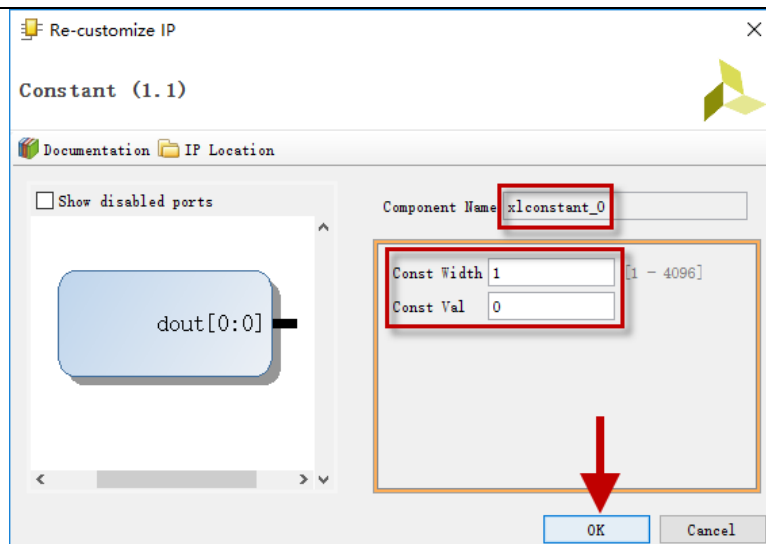 Re-customize IP
Constant (1.1)
Documentation IP Location
Show disabled ports
Component Name xlconstant_0
dout[0:0]
Const Width 1 [1 - 4096]
Const Val 0
OK Cancel